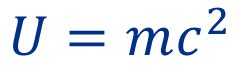 U = mc²